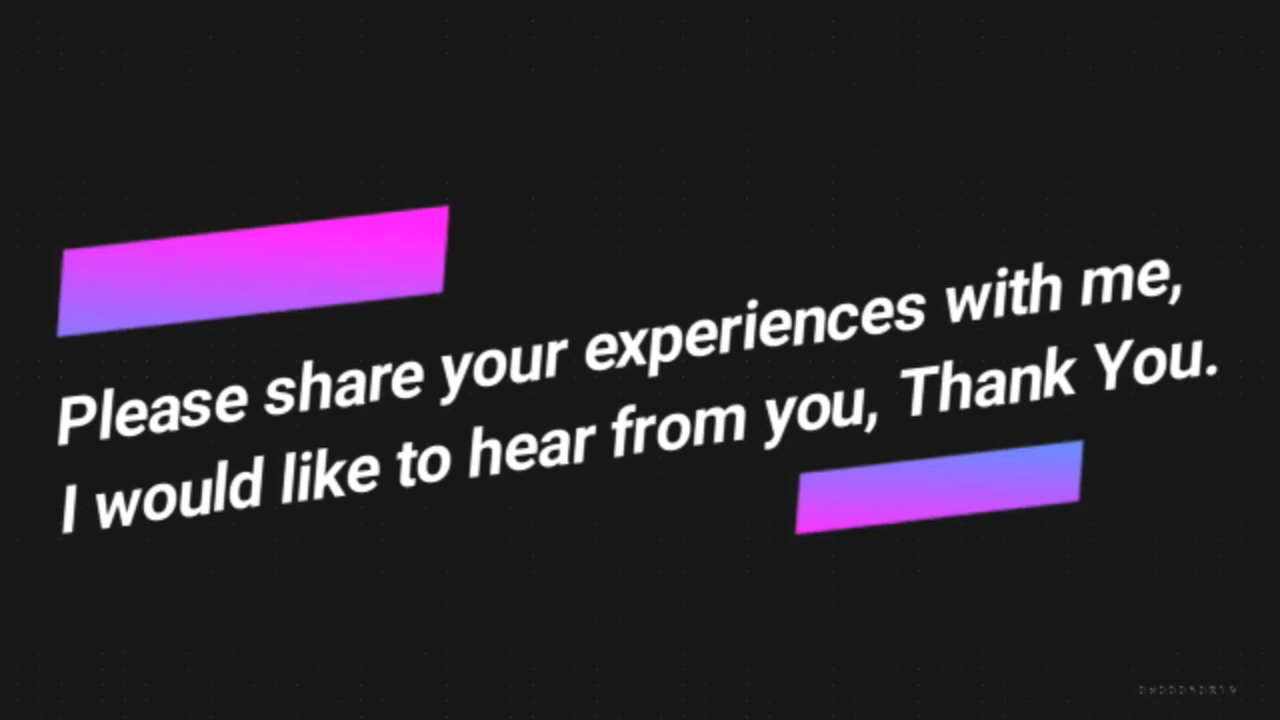 Please share your experiences with me,
I would like to hear from you, Thank You.